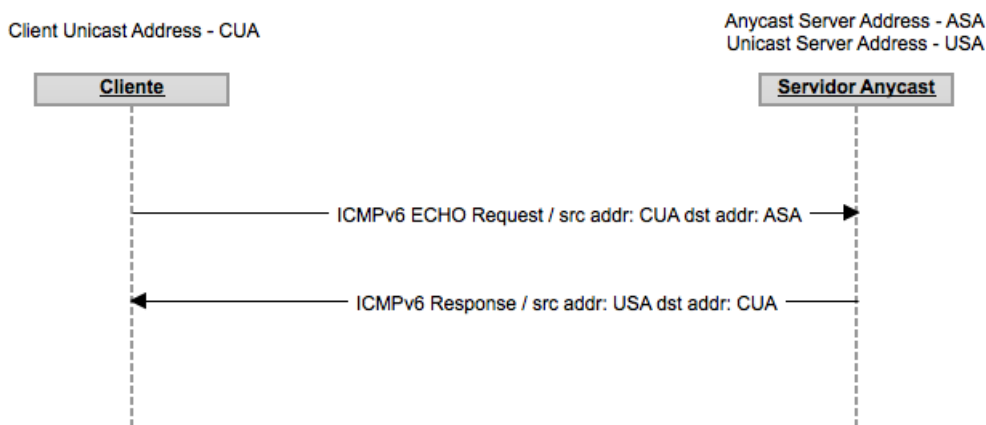 Client Unicast Address - CUA
Anycast Server Address - ASA
Unicast Server Address - USA
Cliente
Servidor Anycast
ICMPv6 ECHO Request / src addr: CUA dst addr: ASA
ICMPv6 Response / src addr: USA dst addr: CUA